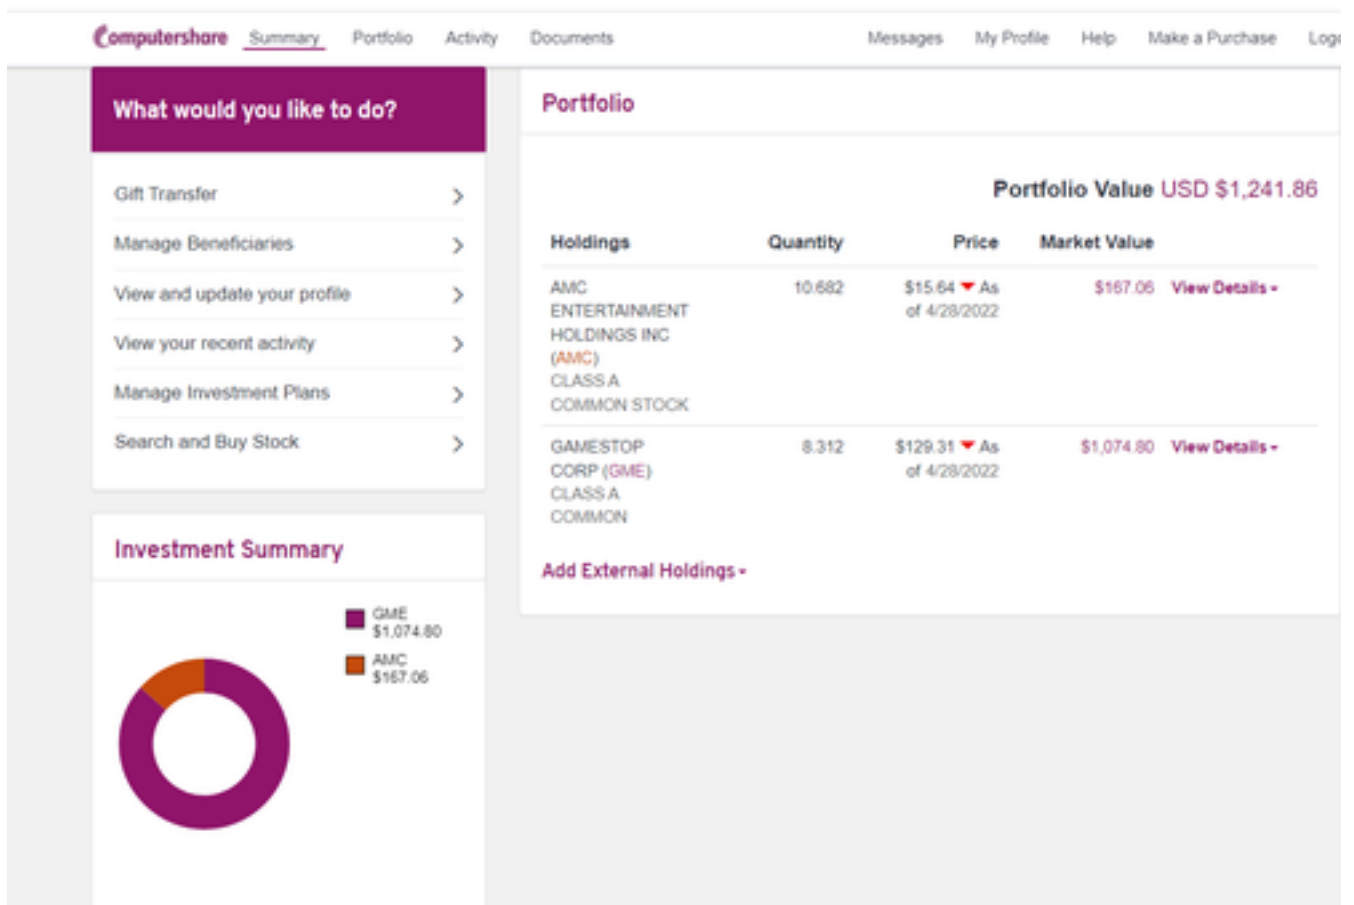 Computershare Summary Portfolio Activity Documents Messages My Profile Help Make a Purchase
What would you like to do?
Gift Transfer
Manage Beneficiaries
View and update your profile
View your recent activity
Manage Investment Plans
Search and Buy Stock
Investment Summary
GME
$1,074.80
AMC
$167.06
Portfolio
Portfolio Value USD $1,241.86
Holdings Quantity Price Market Value
AMC 10.682 $15.64 As $167.06 View Details
ENTERTAINMENT of 4/28/2022
HOLDINGS INC
(AMC)
CLASS A
COMMON STOCK
GAMESTOP 8.312 $129.31 As $1,074.80 View Details
CORP (GME) of 4/28/2022
CLASS A
COMMON
Add External Holdings